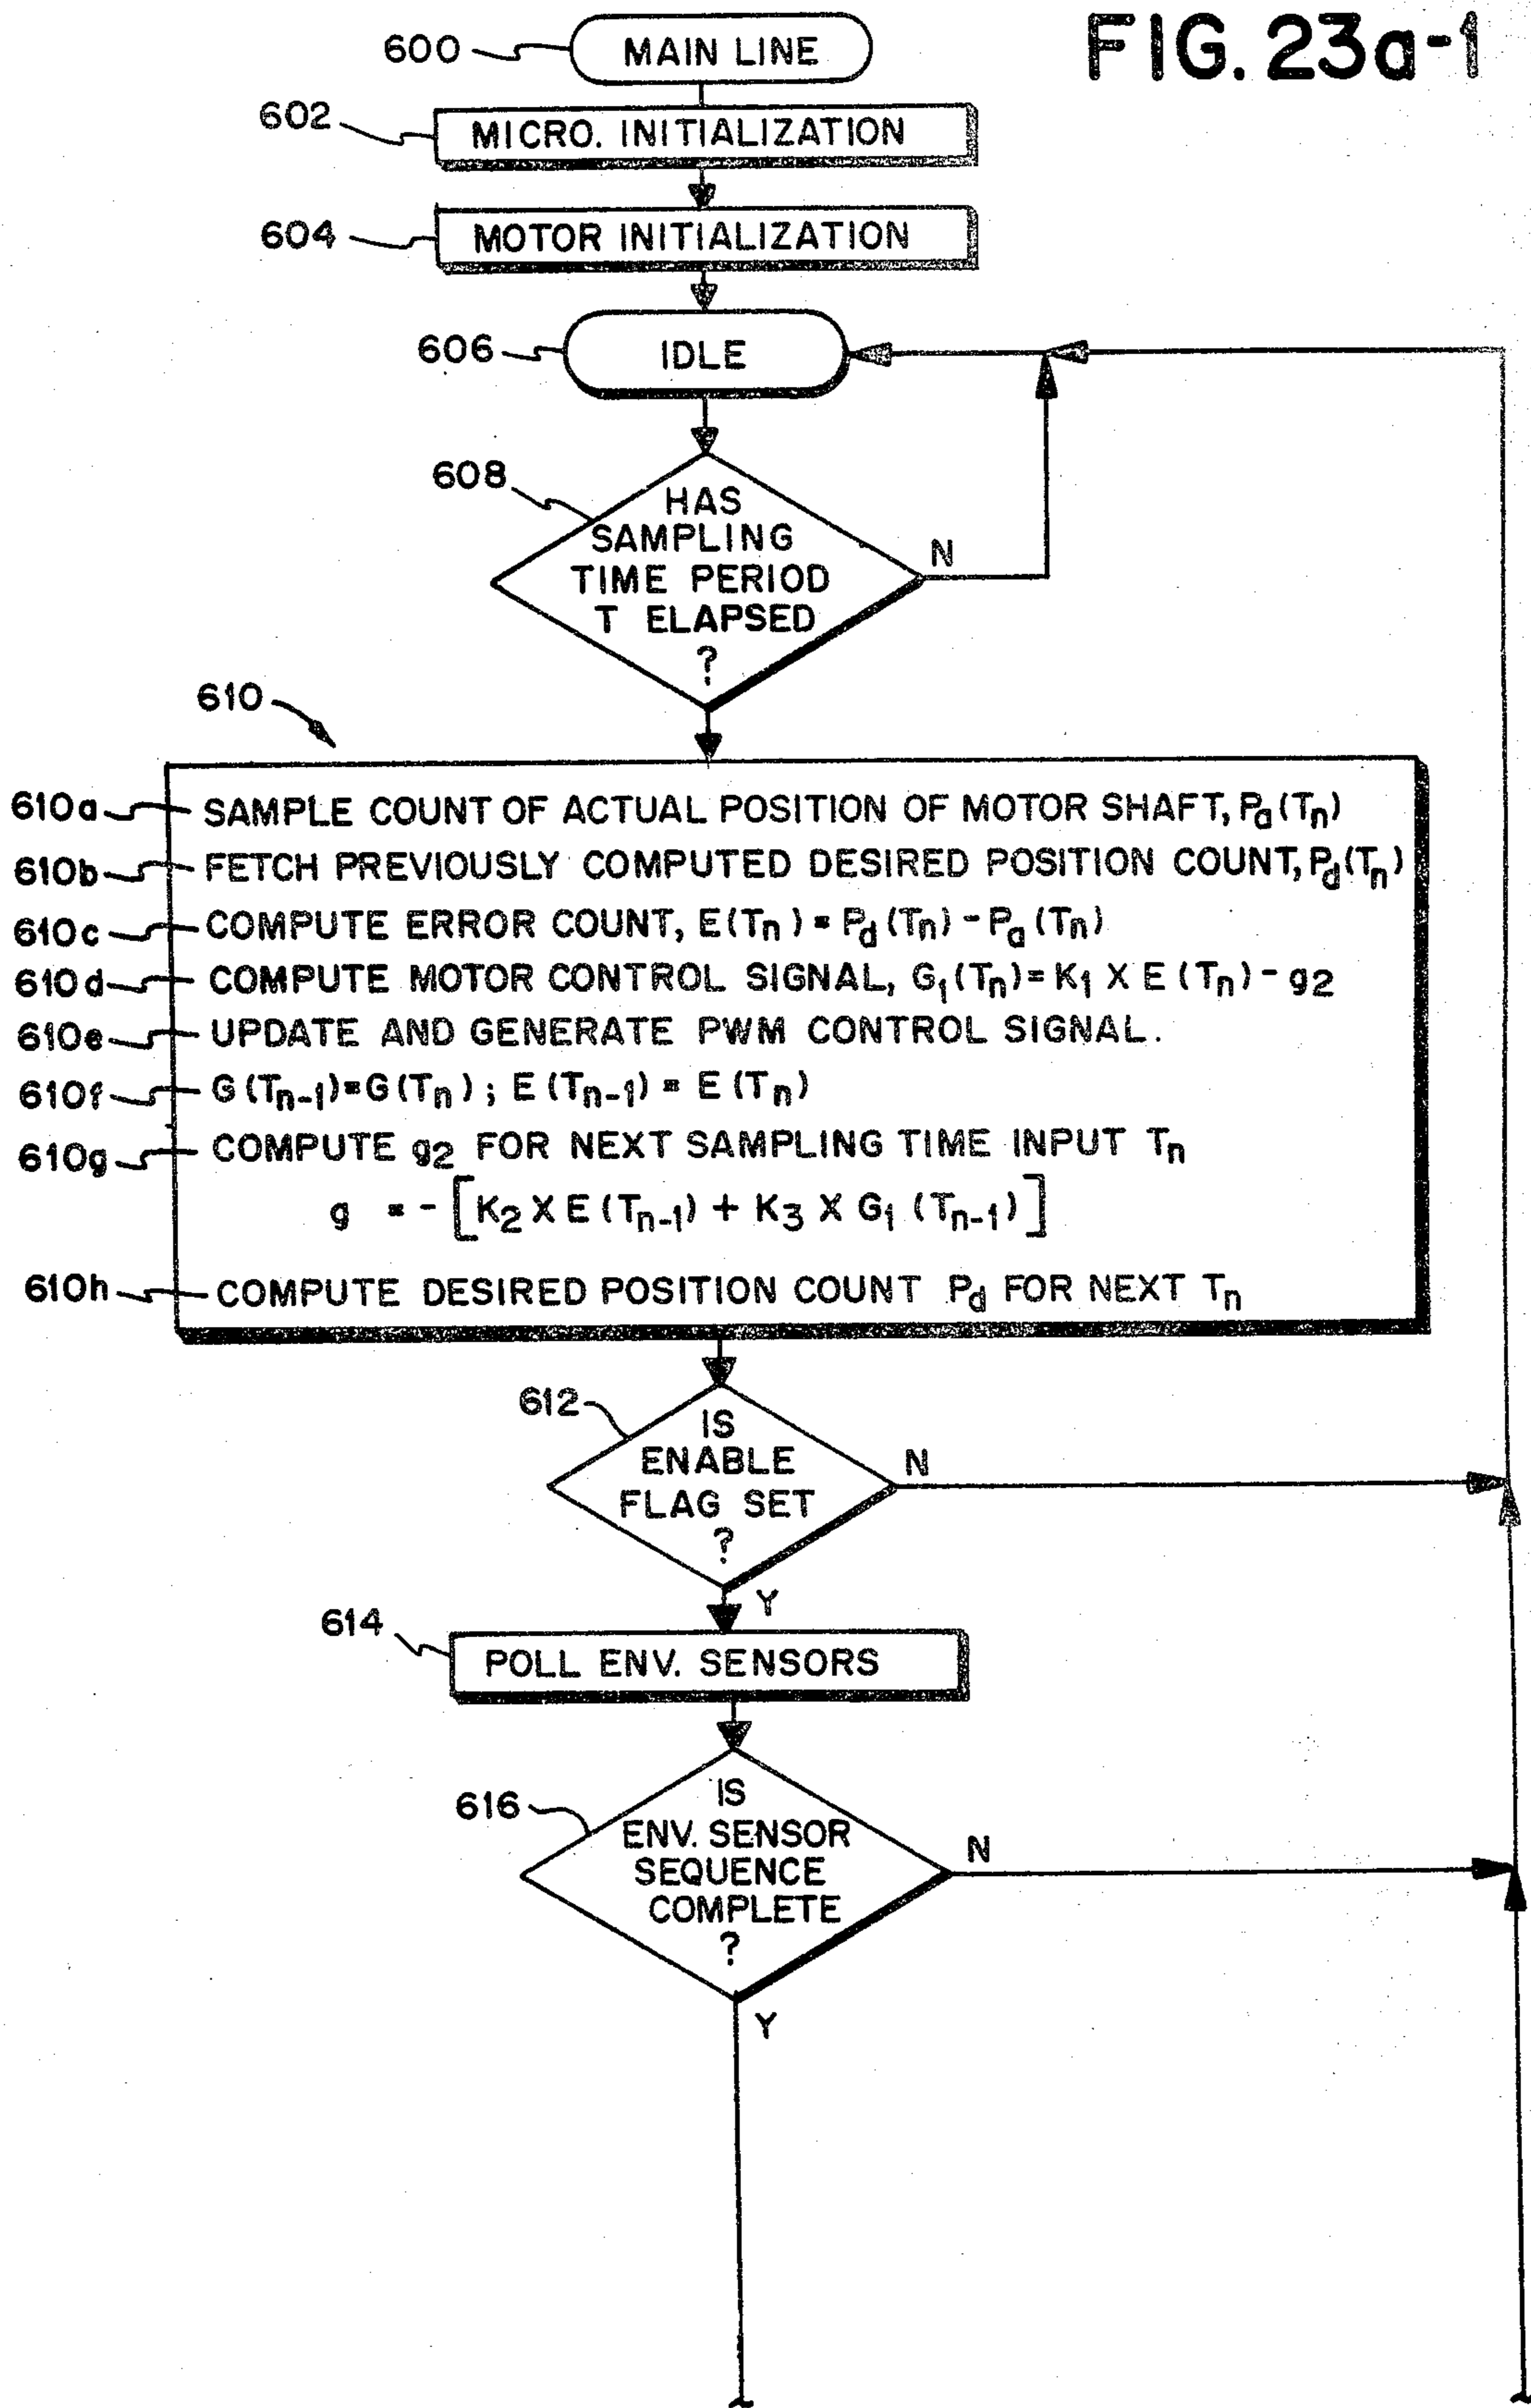 FIG. 23a-1
600 MAIN LINE
602 MICRO. INITIALIZATION
604 MOTOR INITIALIZATION
606 IDLE
608 HAS
SAMPLING
TIME PERIOD
T ELAPSED
?
N
610
610a SAMPLE COUNT OF ACTUAL POSITION OF MOTOR SHAFT, Pa(Tn)
610b FETCH PREVIOUSLY COMPUTED DESIRED POSITION COUNT, Pd(Tn)
610c COMPUTE ERROR COUNT, E(Tn) = Pd(Tn) - Pa(Tn)
610d COMPUTE MOTOR CONTROL SIGNAL, G1(Tn) = K1 X E(Tn) - g2
610e UPDATE AND GENERATE PWM CONTROL SIGNAL.
610f G(Tn-1) = G(Tn) ; E(Tn-1) = E(Tn)
610g COMPUTE g2 FOR NEXT SAMPLING TIME INPUT Tn
g = - [K2 X E(Tn-1) + K3 X G1(Tn-1)]
610h COMPUTE DESIRED POSITION COUNT Pd FOR NEXT Tn
612 IS
ENABLE
FLAG SET
?
N
Y
614 POLL ENV. SENSORS
616 IS
ENV. SENSOR
SEQUENCE
COMPLETE
?
N
Y